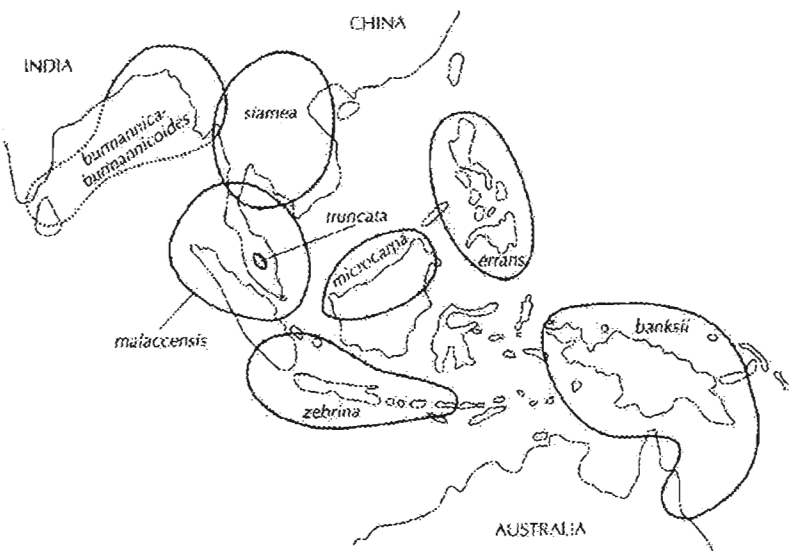 CHINA
INDIA
burmannica-
burmannicoides
siamea
truncata
microcarpa
errans
malaccensis
banksii
zebrina
AUSTRALIA